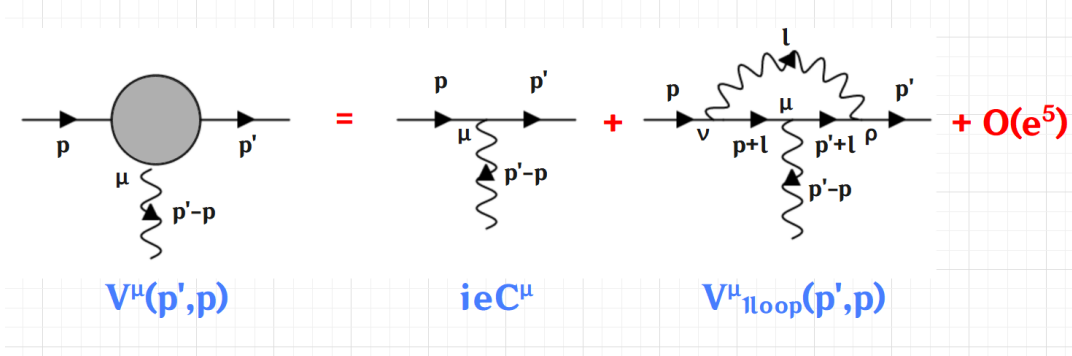 l
p p' p p'
p p' = μ + ν μ ρ + O(e⁵)
p'-p p+l p'+l
μ p'-p p'-p
Vᵘ(p',p) ieCᵘ Vᵘ₁ₗₒₒₚ(p',p)